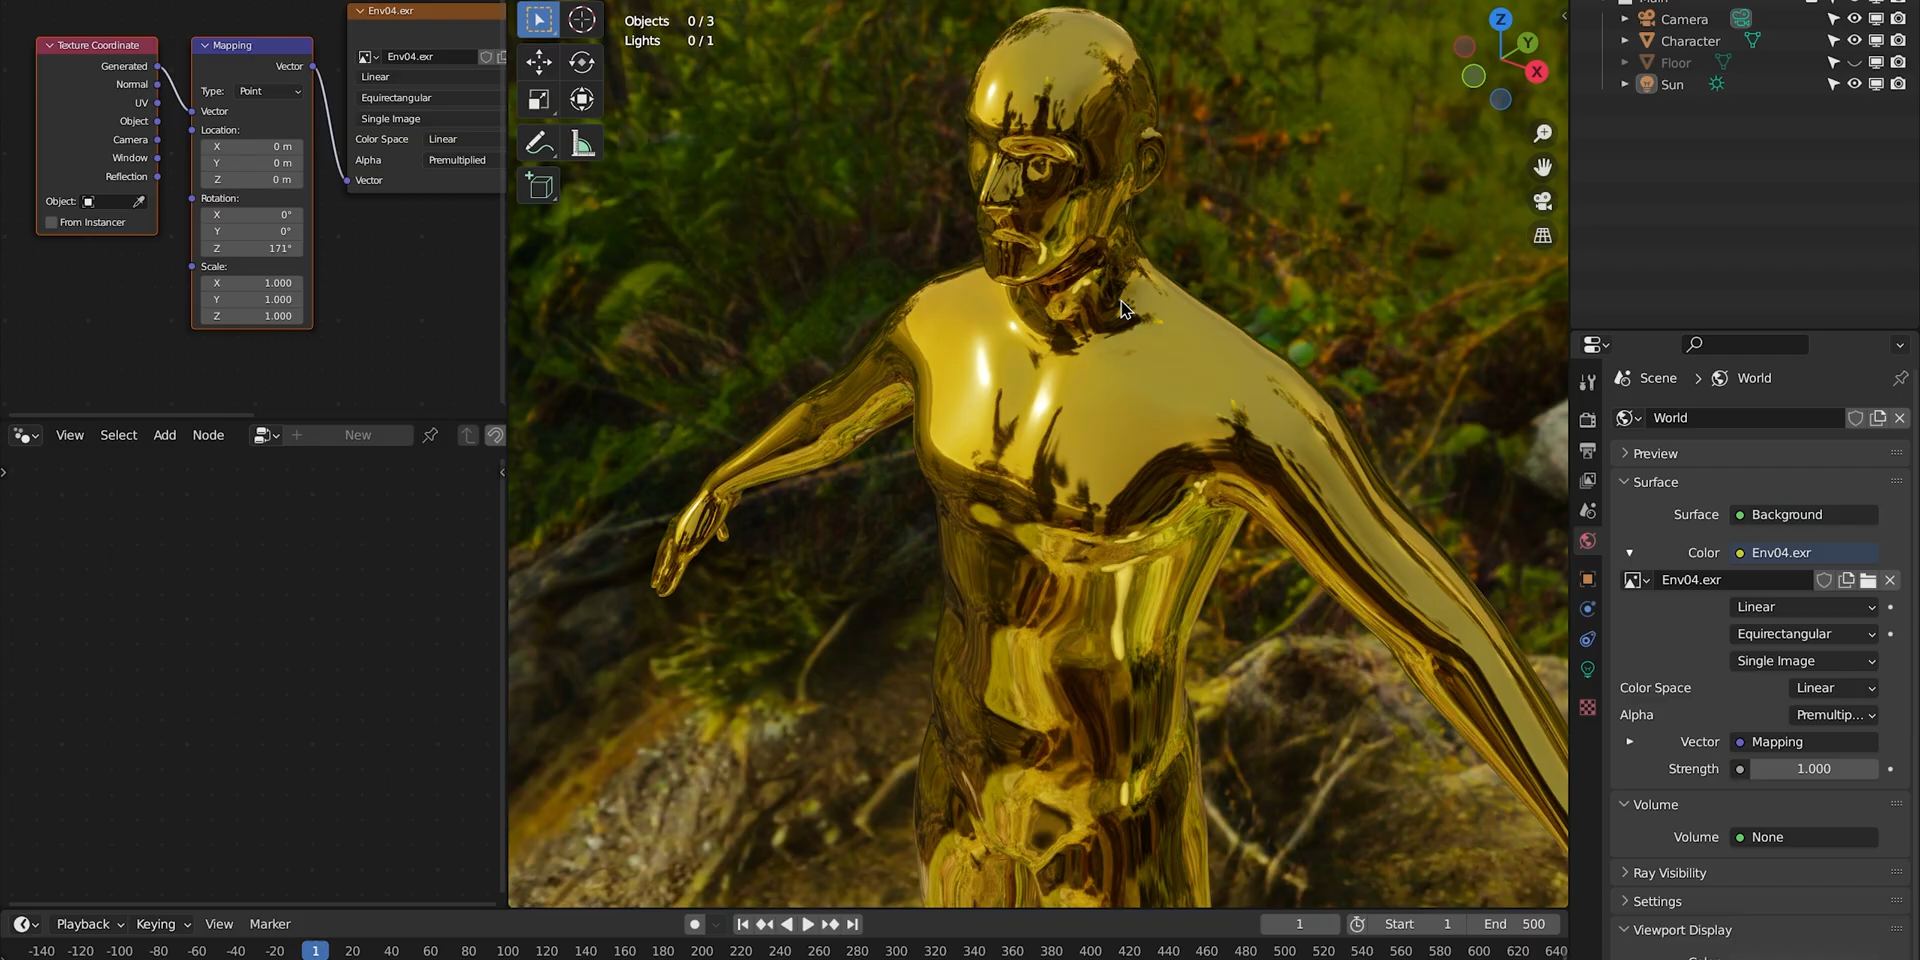 Texture Coordinate
Generated
Normal
UV
Object
Camera
Window
Reflection
Object:
From Instancer
Mapping
Vector
Type: Point
Vector
Location:
X 0 m
Y 0 m
Z 0 m
Rotation:
X 0°
Y 0°
Z 171°
Scale:
X 1.000
Y 1.000
Z 1.000
Env04.exr
Env04.exr
Linear
Equirectangular
Single Image
Color Space Linear
Alpha Premultiplied
Vector
View Select Add Node New
Objects 0 / 3
Lights 0 / 1
Z
Y
X
Camera
Character
Floor
Sun
Scene > World
World
Preview
Surface
Surface Background
Color Env04.exr
Env04.exr
Linear
Equirectangular
Single Image
Color Space Linear
Alpha Premultip...
Vector Mapping
Strength 1.000
Volume
Volume None
Ray Visibility
Settings
Viewport Display
Playback Keying View Marker 1 Start 1 End 500
-140 -120 -100 -80 -60 -40 -20 1 20 40 60 80 100 120 140 160 180 200 220 240 260 280 300 320 340 360 380 400 420 440 460 480 500 520 540 560 580 600 620 640